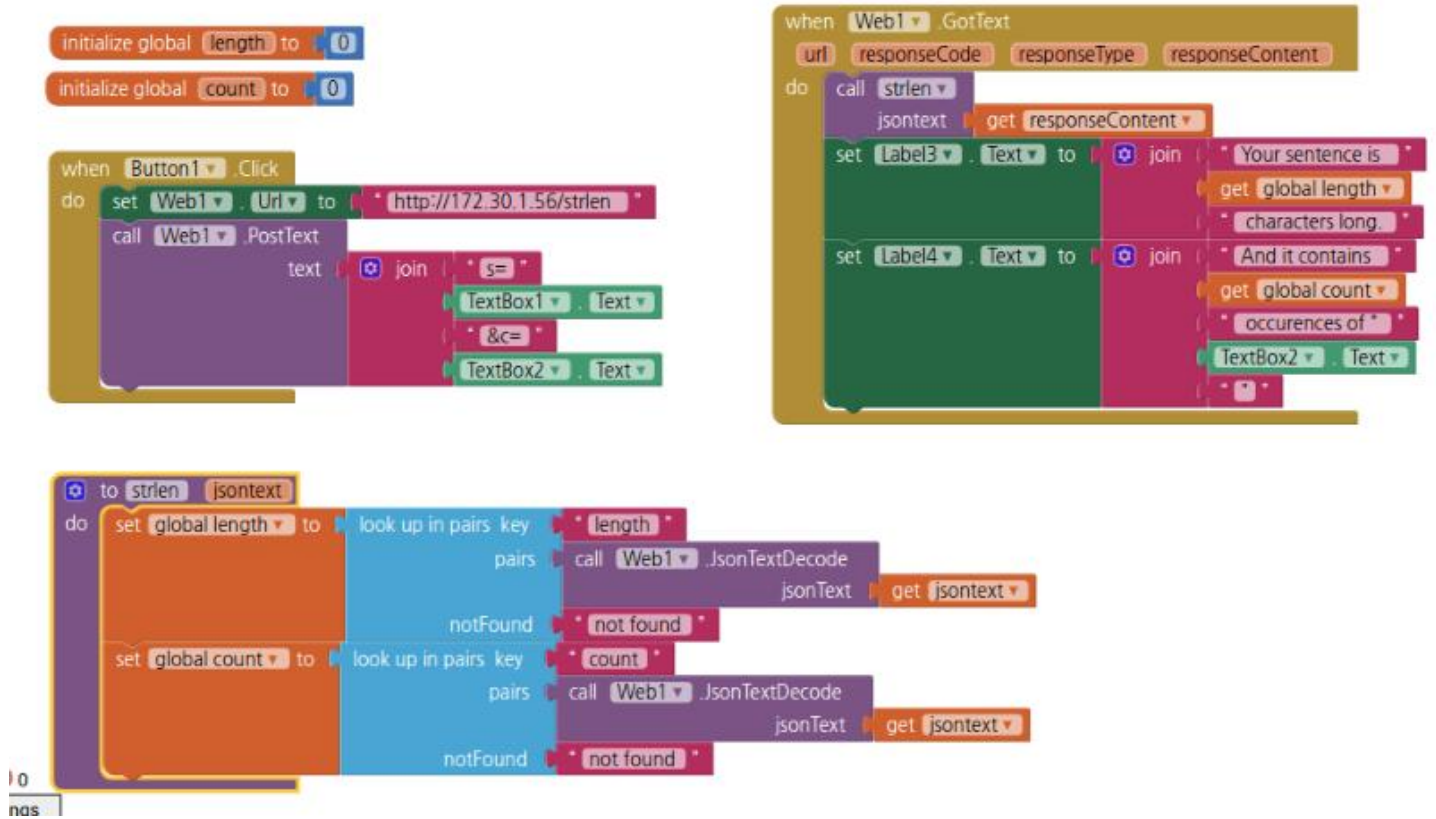 initialize global length to 0
initialize global count to 0
when Button1 .Click
do set Web1 . Url to " http://172.30.1.56/strlen "
call Web1 .PostText
text join " s= "
TextBox1 . Text
" &c= "
TextBox2 . Text
when Web1 .GotText
url responseCode responseType responseContent
do call strlen
jsontext get responseContent
set Label3 . Text to join " Your sentence is "
get global length
" characters long. "
set Label4 . Text to join " And it contains "
get global count
" occurences of " "
TextBox2 . Text
" " "
to strlen jsontext
do set global length to look up in pairs key " length "
pairs call Web1 .JsonTextDecode
jsonText get jsontext
notFound " not found "
set global count to look up in pairs key " count "
pairs call Web1 .JsonTextDecode
jsonText get jsontext
notFound " not found "
0
ngs